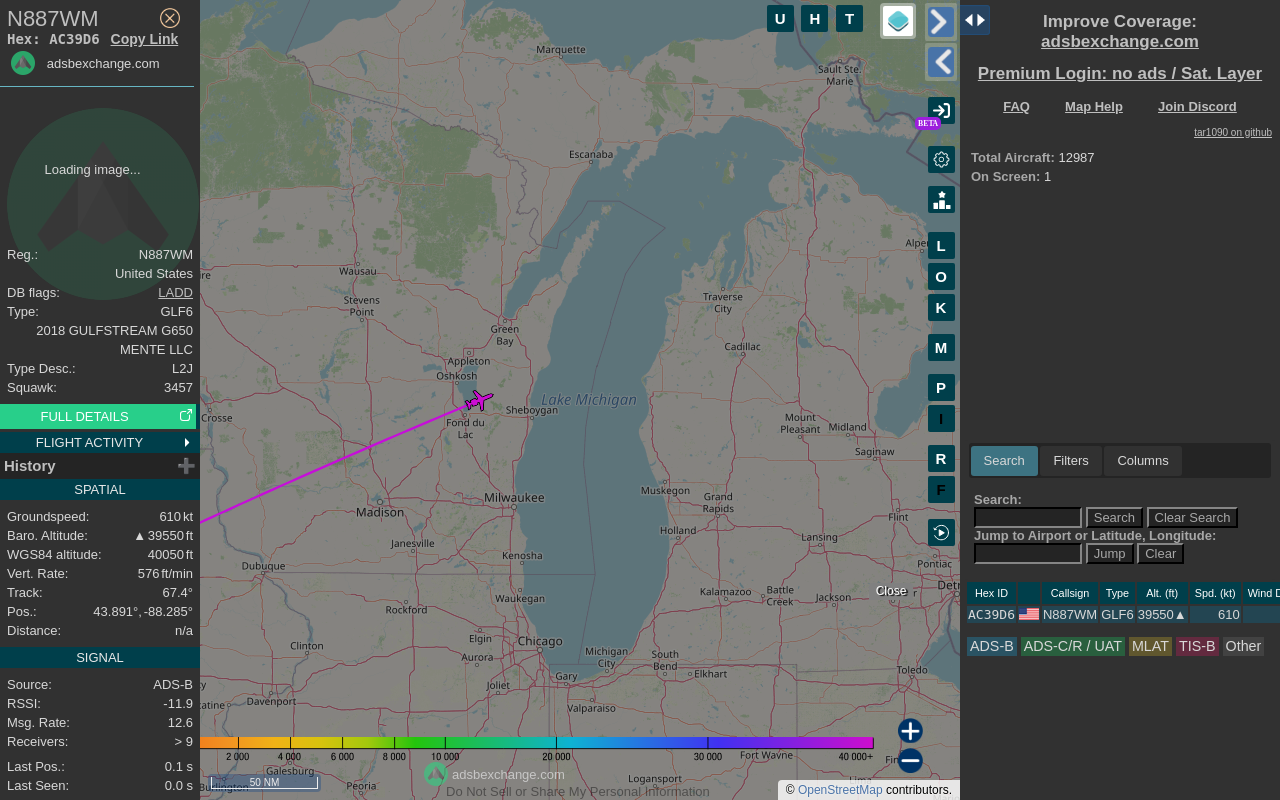 N887WM
Hex: AC39D6 Copy Link
adsbexchange.com
Loading image...
Reg.: N887WM
United States
DB flags: LADD
Type: GLF6
2018 GULFSTREAM G650
MENTE LLC
Type Desc.: L2J
Squawk: 3457
FULL DETAILS
FLIGHT ACTIVITY
History
SPATIAL
Groundspeed: 610 kt
Baro. Altitude: ▲ 39550 ft
WGS84 altitude: 40050 ft
Vert. Rate: 576 ft/min
Track: 67.4°
Pos.: 43.891°, -88.285°
Distance: n/a
SIGNAL
Source: ADS-B
RSSI: -11.9
Msg. Rate: 12.6
Receivers: > 9
Last Pos.: 0.1 s
Last Seen: 0.0 s
U H T
Marquette
Sault Ste.
Marie
BETA
Escanaba
Wausau
Stevens
Point
Traverse
City
Green
Bay
Cadillac
Appleton
Oshkosh
Lake Michigan
Sheboygan
Fond du
Lac
Crosse
Mount
Pleasant
Midland
Saginaw
Milwaukee
Madison
Muskegon
Grand
Rapids
Flint
Holland
Lansing
Janesville
Kenosha
Pontiac
Dubuque
Waukegan
Kalamazoo
Battle
Creek
Jackson
Close
Detr
Rockford
Chicago
Clinton
Elgin
Aurora
Michigan
City
South
Bend
Elkhart
Toledo
Joliet
Gary
Davenport
catine
Valparaiso
L
O
K
M
P
I
R
F
2 000 4 000 6 000 8 000 10 000 20 000 30 000 40 000+
Fort Wayne
Galesburg
Peoria
Logansport
Lima
50 NM
adsbexchange.com
Do Not Sell or Share My Personal Information
© OpenStreetMap contributors.
Improve Coverage:
adsbexchange.com
Premium Login: no ads / Sat. Layer
FAQ Map Help Join Discord
tar1090 on github
Total Aircraft: 12987
On Screen: 1
Search Filters Columns
Search:
Search Clear Search
Jump to Airport or Latitude, Longitude:
Jump Clear
Hex ID Callsign Type Alt. (ft) Spd. (kt) Wind D
AC39D6 N887WM GLF6 39550▲ 610
ADS-B ADS-C/R / UAT MLAT TIS-B Other